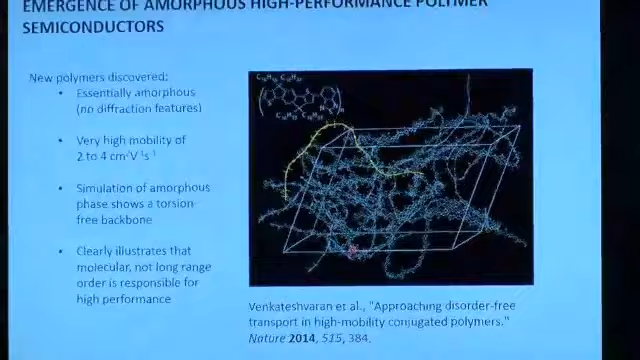 EMERGENCE OF AMORPHOUS HIGH-PERFORMANCE POLYMER
SEMICONDUCTORS
New polymers discovered:
• Essentially amorphous
(no diffraction features)
• Very high mobility of
2 to 4 cm²V⁻¹s⁻¹
• Simulation of amorphous
phase shows a torsion-
free backbone
• Clearly illustrates that
molecular, not long range
order is responsible for
high performance
Venkateshvaran et al., "Approaching disorder-free
transport in high-mobility conjugated polymers."
Nature 2014, 515, 384.